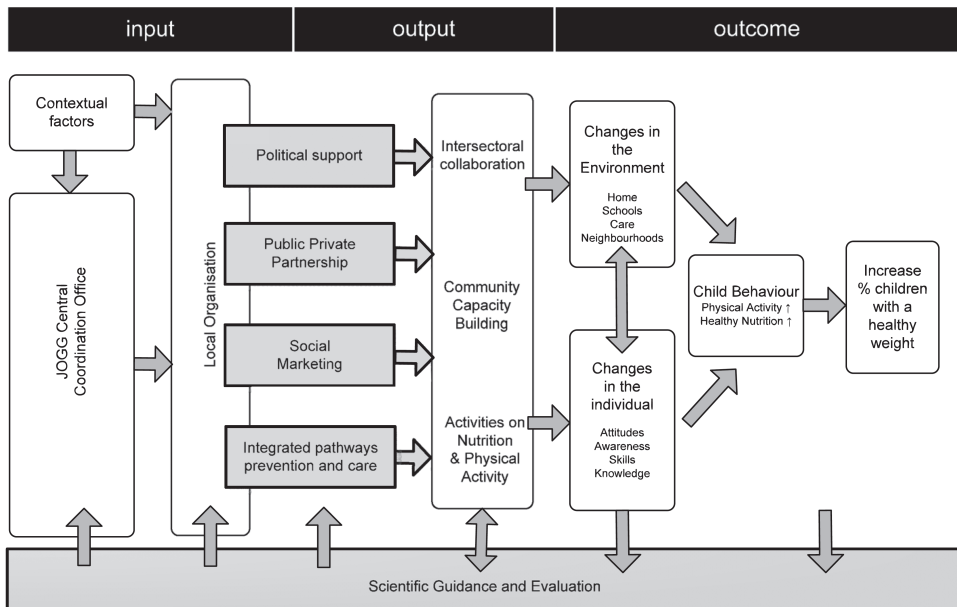 input
output
outcome
Contextual
factors
JOGG Central
Coordination Office
Local Organisation
Political support
Public Private
Partnership
Social
Marketing
Integrated pathways
prevention and care
Intersectoral
collaboration
Community
Capacity
Building
Activities on
Nutrition
& Physical
Activity
Changes in
the
Environment
Home
Schools
Care
Neighbourhoods
Changes
in the
individual
Attitudes
Awareness
Skills
Knowledge
Child Behaviour
Physical Activity ↑
Healthy Nutrition ↑
Increase
% children
with a
healthy
weight
Scientific Guidance and Evaluation